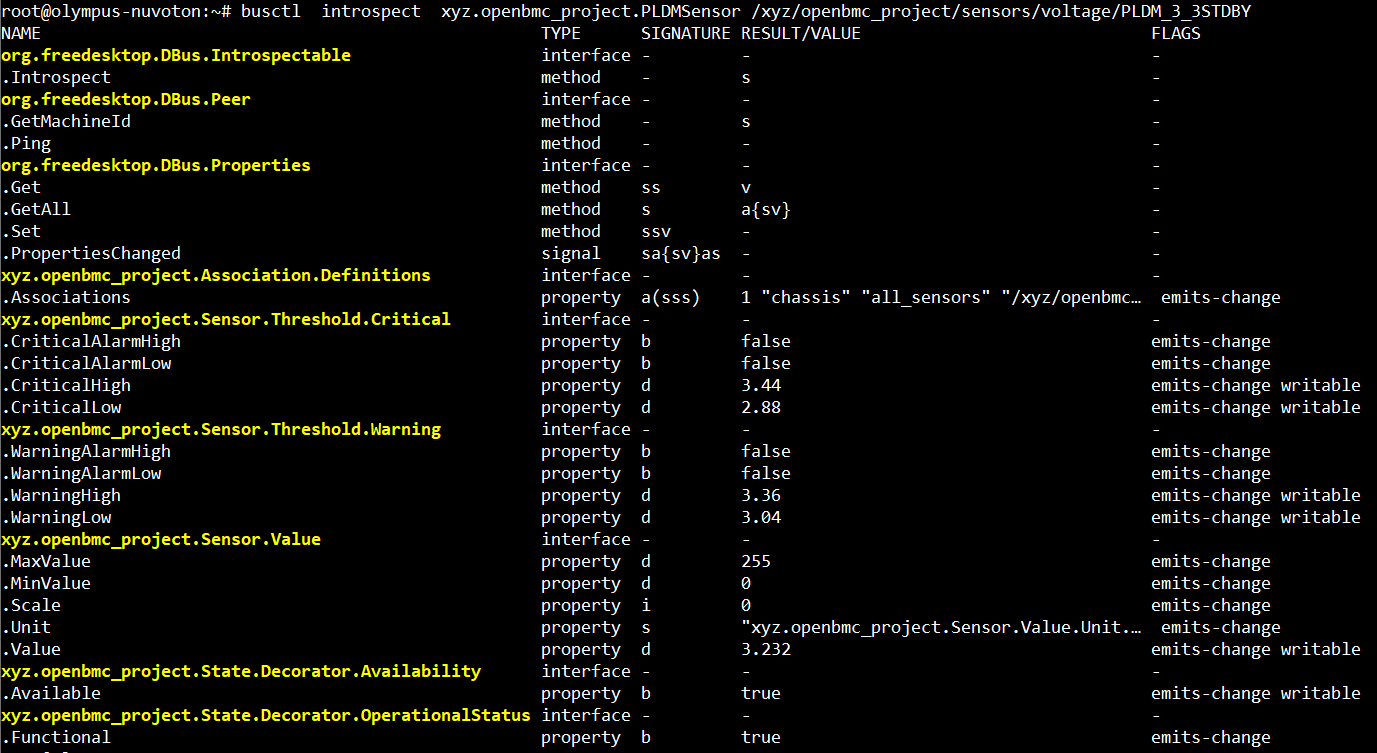 root@olympus-nuvoton:~# busctl  introspect  xyz.openbmc_project.PLDMSensor /xyz/openbmc_project/sensors/voltage/PLDM_3_3STDBY
NAME TYPE SIGNATURE RESULT/VALUE FLAGS
org.freedesktop.DBus.Introspectable interface - - -
.Introspect method - s -
org.freedesktop.DBus.Peer interface - - -
.GetMachineId method - s -
.Ping method - - -
org.freedesktop.DBus.Properties interface - - -
.Get method ss v -
.GetAll method s a{sv} -
.Set method ssv - -
.PropertiesChanged signal sa{sv}as - -
xyz.openbmc_project.Association.Definitions interface - - -
.Associations property a(sss) 1 "chassis" "all_sensors" "/xyz/openbmc… emits-change
xyz.openbmc_project.Sensor.Threshold.Critical interface - - -
.CriticalAlarmHigh property b false emits-change
.CriticalAlarmLow property b false emits-change
.CriticalHigh property d 3.44 emits-change writable
.CriticalLow property d 2.88 emits-change writable
xyz.openbmc_project.Sensor.Threshold.Warning interface - - -
.WarningAlarmHigh property b false emits-change
.WarningAlarmLow property b false emits-change
.WarningHigh property d 3.36 emits-change writable
.WarningLow property d 3.04 emits-change writable
xyz.openbmc_project.Sensor.Value interface - - -
.MaxValue property d 255 emits-change
.MinValue property d 0 emits-change
.Scale property i 0 emits-change
.Unit property s "xyz.openbmc_project.Sensor.Value.Unit.… emits-change
.Value property d 3.232 emits-change writable
xyz.openbmc_project.State.Decorator.Availability interface - - -
.Available property b true emits-change writable
xyz.openbmc_project.State.Decorator.OperationalStatus interface - - -
.Functional property b true emits-change